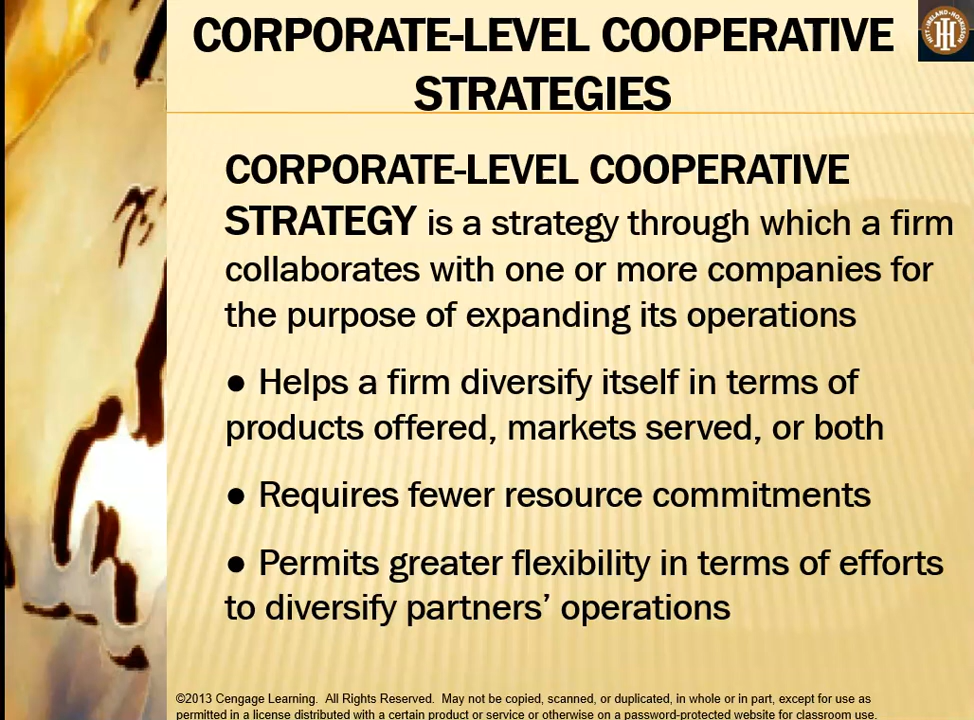 CORPORATE-LEVEL COOPERATIVE
STRATEGIES
IRELAND HOSKISSON HITT
CORPORATE-LEVEL COOPERATIVE
STRATEGY is a strategy through which a firm
collaborates with one or more companies for
the purpose of expanding its operations
● Helps a firm diversify itself in terms of
products offered, markets served, or both
● Requires fewer resource commitments
● Permits greater flexibility in terms of efforts
to diversify partners’ operations
©2013 Cengage Learning. All Rights Reserved. May not be copied, scanned, or duplicated, in whole or in part, except for use as
permitted in a license distributed with a certain product or service or otherwise on a password-protected website for classroom use.